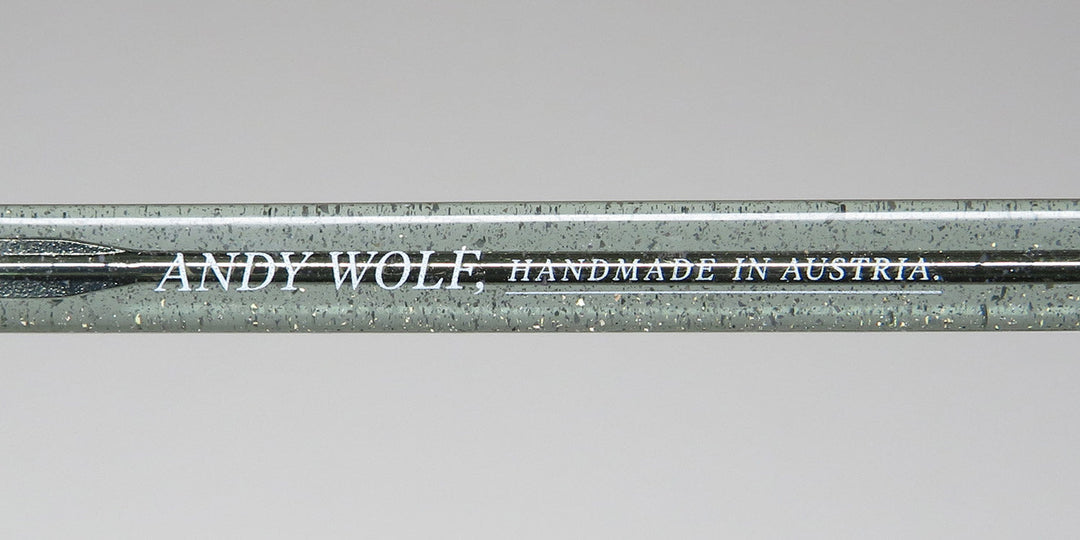 ANDY WOLF, HANDMADE IN AUSTRIA.